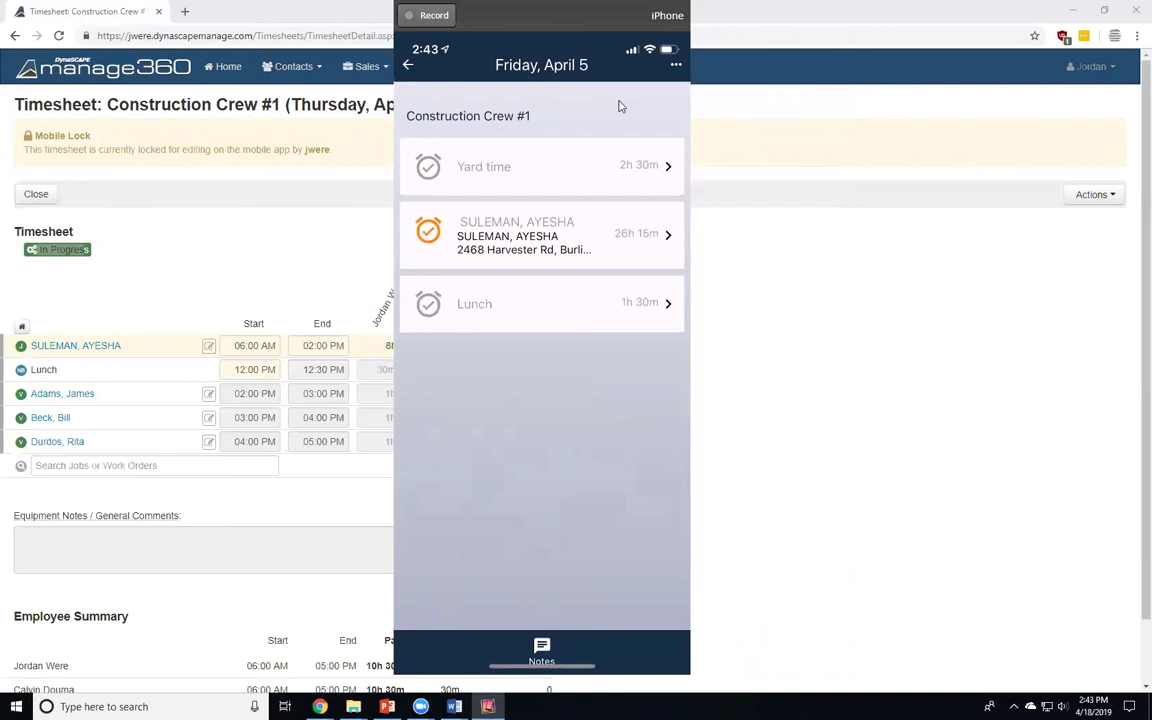 Timesheet: Construction Crew #
https://jwere.dynascapemanage.com/Timesheets/TimesheetDetail.asp
DynaSCAPE
manage360
Home
Contacts
Sales
Jordan
Timesheet: Construction Crew #1 (Thursday, Ap
Mobile Lock
This timesheet is currently locked for editing on the mobile app by jwere.
Close
Actions
Timesheet
In Progress
Start
End
Jordan We
SULEMAN, AYESHA
06:00 AM
02:00 PM
8h
Lunch
12:00 PM
12:30 PM
30m
Adams, James
02:00 PM
03:00 PM
1h
Beck, Bill
03:00 PM
04:00 PM
1h
Durdos, Rita
04:00 PM
05:00 PM
1h
Search Jobs or Work Orders
Equipment Notes / General Comments:
Employee Summary
Start
End
Pa
Jordan Were
06:00 AM
05:00 PM
10h 30
Calvin Douma
06:00 AM
05:00 PM
10h 30m
30m
0
Record
iPhone
2:43
Friday, April 5
Construction Crew #1
Yard time
2h 30m
SULEMAN, AYESHA
SULEMAN, AYESHA
2468 Harvester Rd, Burli...
26h 15m
Lunch
1h 30m
Notes
Type here to search
2:43 PM
4/18/2019